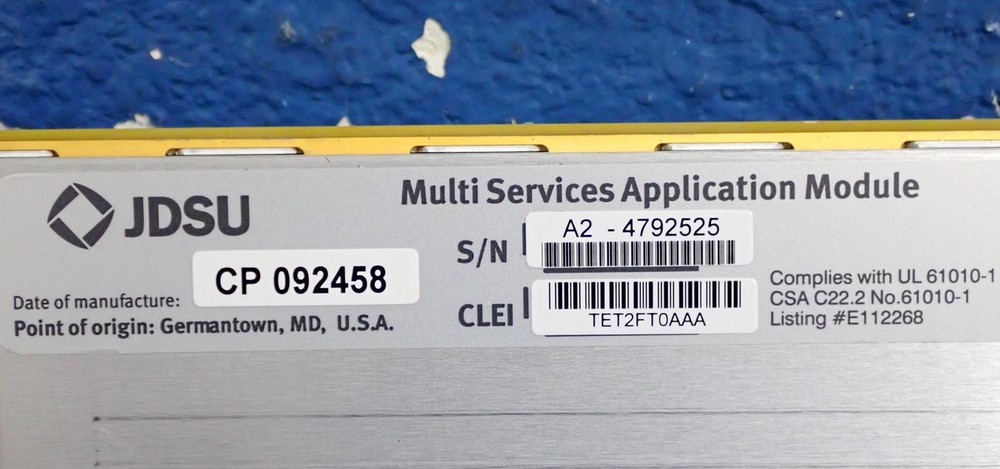 JDSU
Multi Services Application Module
S/N A2 - 4792525
CP 092458
Date of manufacture:
Point of origin: Germantown, MD, U.S.A.
CLEI TET2FT0AAA
Complies with UL 61010-1
CSA C22.2 No.61010-1
Listing #E112268